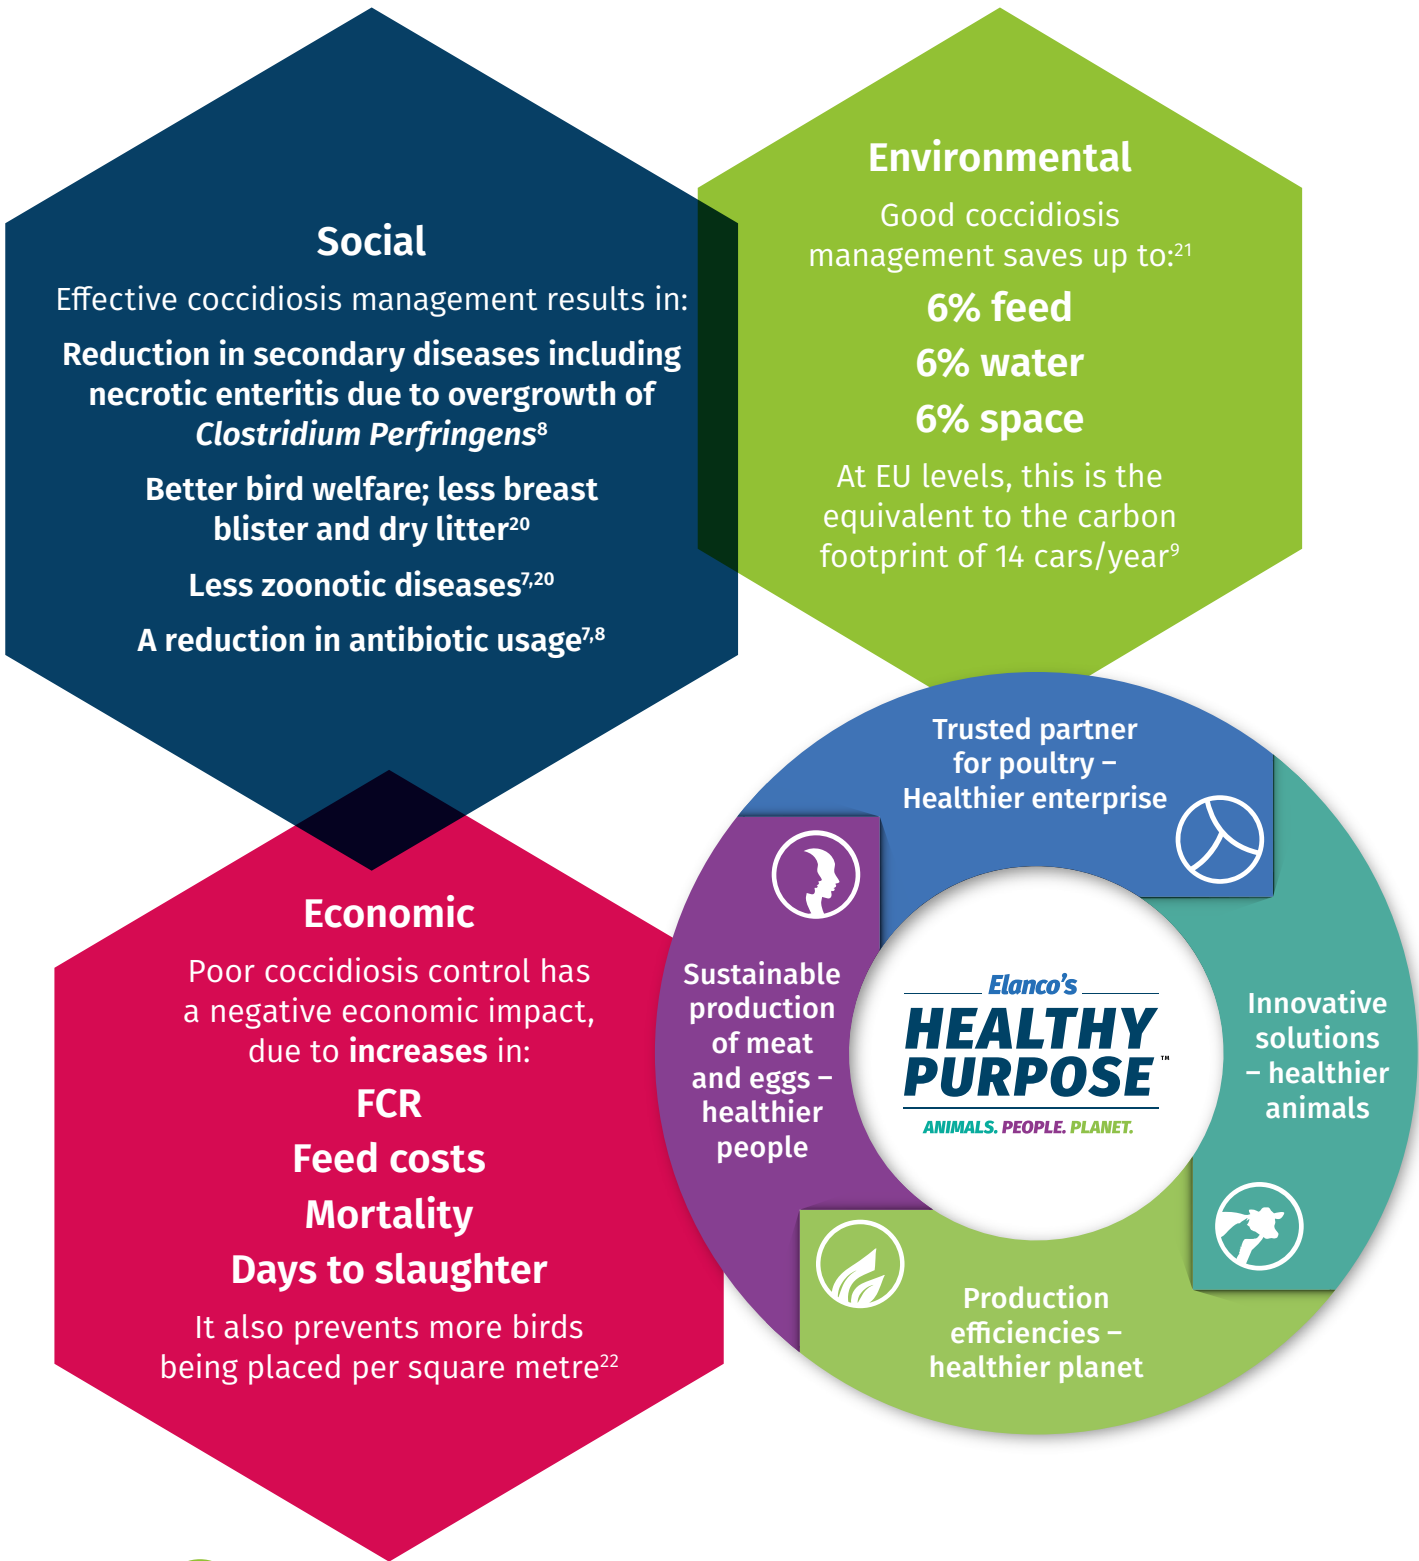 Social
Effective coccidiosis management results in:
Reduction in secondary diseases including
necrotic enteritis due to overgrowth of
Clostridium Perfringens8
Better bird welfare; less breast
blister and dry litter20
Less zoonotic diseases7,20
A reduction in antibiotic usage7,8
Environmental
Good coccidiosis
management saves up to:21
6% feed
6% water
6% space
At EU levels, this is the
equivalent to the carbon
footprint of 14 cars/year9
Economic
Poor coccidiosis control has
a negative economic impact,
due to increases in:
FCR
Feed costs
Mortality
Days to slaughter
It also prevents more birds
being placed per square metre22
Trusted partner
for poultry –
Healthier enterprise
Innovative
solutions
– healthier
animals
Production
efficiencies –
healthier planet
Sustainable
production
of meat
and eggs –
healthier
people
Elanco's
HEALTHY
PURPOSE™
ANIMALS. PEOPLE. PLANET.